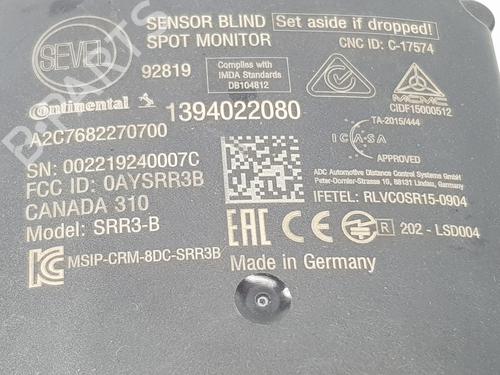 SEVEL
SENSOR BLIND
SPOT MONITOR
Set aside if dropped!
CNC ID: C-17574
92819
Complies with
IMDA Standards
DB104812
CIDF15000512
Continental
1394022080
TA-2015/444
ICASA
APPROVED
A2C7682270700
SN: 002219240007C
FCC ID: 0AYSRR3B
CANADA 310
Model: SRR3-B
ADC Automotive Distance Control Systems GmbH
Peter-Dornier-Strasse 10, 88131 Lindau, Germany
IFETEL: RLVCOSR15-0904
EAC
CE
R
202 - LSD004
MSIP-CRM-8DC-SRR3B
Made in Germany
B-PARTS